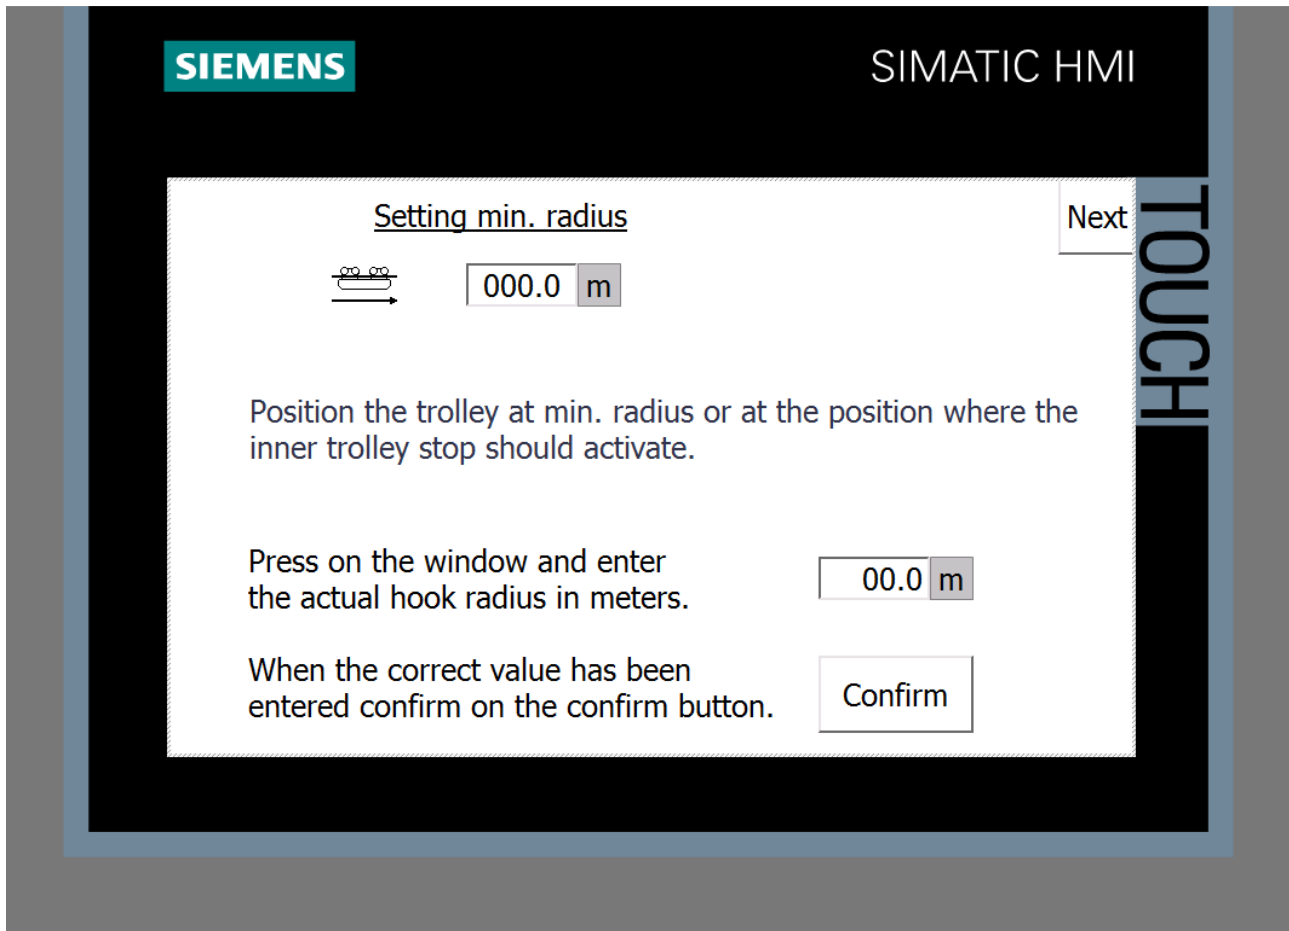 SIEMENS
SIMATIC HMI
TOUCH
Setting min. radius
Next
000.0 m
Position the trolley at min. radius or at the position where the
inner trolley stop should activate.
Press on the window and enter
the actual hook radius in meters.
00.0 m
When the correct value has been
entered confirm on the confirm button.
Confirm